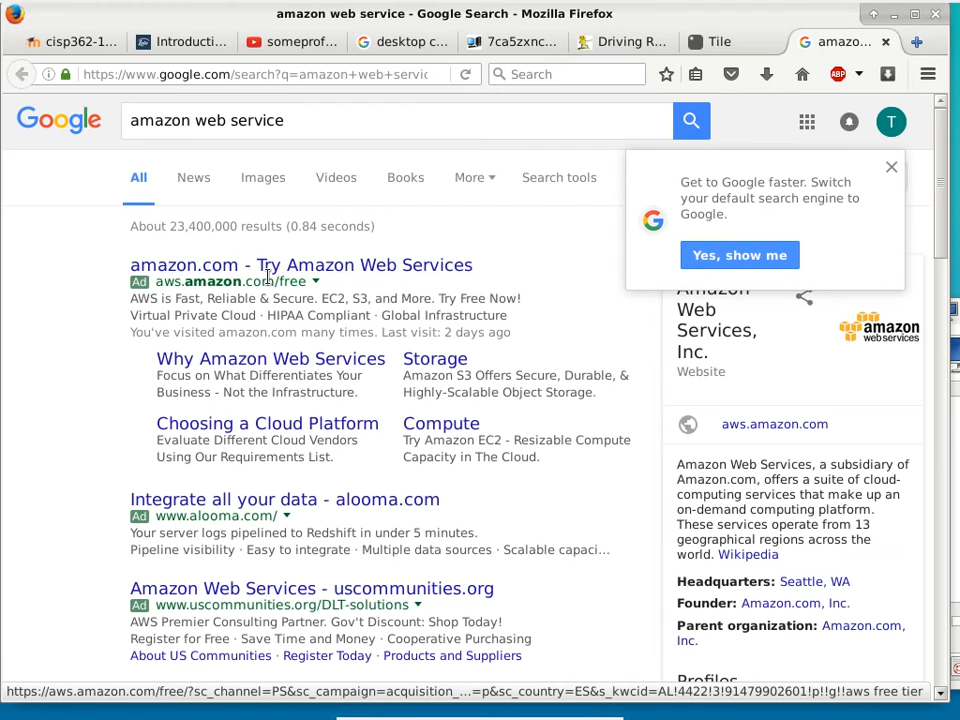 amazon web service - Google Search - Mozilla Firefox
cisp362-1...
Introducti...
someprof...
desktop c...
7ca5zxnc...
Driving R...
Tile
amazo...
https://www.google.com/search?q=amazon+web+servic
Search
ABP
Google
amazon web service
T
All
News
Images
Videos
Books
More
Search tools
Get to Google faster. Switch
your default search engine to
Google.
Yes, show me
About 23,400,000 results (0.84 seconds)
amazon.com - Try Amazon Web Services
Ad aws.amazon.com/free
AWS is Fast, Reliable & Secure. EC2, S3, and More. Try Free Now!
Virtual Private Cloud · HIPAA Compliant · Global Infrastructure
You've visited amazon.com many times. Last visit: 2 days ago
Why Amazon Web Services
Focus on What Differentiates Your
Business - Not the Infrastructure.
Storage
Amazon S3 Offers Secure, Durable, &
Highly-Scalable Object Storage.
Choosing a Cloud Platform
Evaluate Different Cloud Vendors
Using Our Requirements List.
Compute
Try Amazon EC2 - Resizable Compute
Capacity in The Cloud.
Integrate all your data - alooma.com
Ad www.alooma.com/
Your server logs pipelined to Redshift in under 5 minutes.
Pipeline visibility · Easy to integrate · Multiple data sources · Scalable capaci...
Amazon Web Services - uscommunities.org
Ad www.uscommunities.org/DLT-solutions
AWS Premier Consulting Partner. Gov't Discount: Shop Today!
Register for Free · Save Time and Money · Cooperative Purchasing
About US Communities · Register Today · Products and Suppliers
Amazon
Web
Services,
Inc.
Website
amazon
web services
aws.amazon.com
Amazon Web Services, a subsidiary of
Amazon.com, offers a suite of cloud-
computing services that make up an
on-demand computing platform.
These services operate from 13
geographical regions across the
world. Wikipedia
Headquarters: Seattle, WA
Founder: Amazon.com, Inc.
Parent organization: Amazon.com,
Inc.
Profiles
https://aws.amazon.com/free/?sc_channel=PS&sc_campaign=acquisition_...=p&sc_country=ES&s_kwcid=AL!4422!3!91479902601!p!!g!!aws free tier